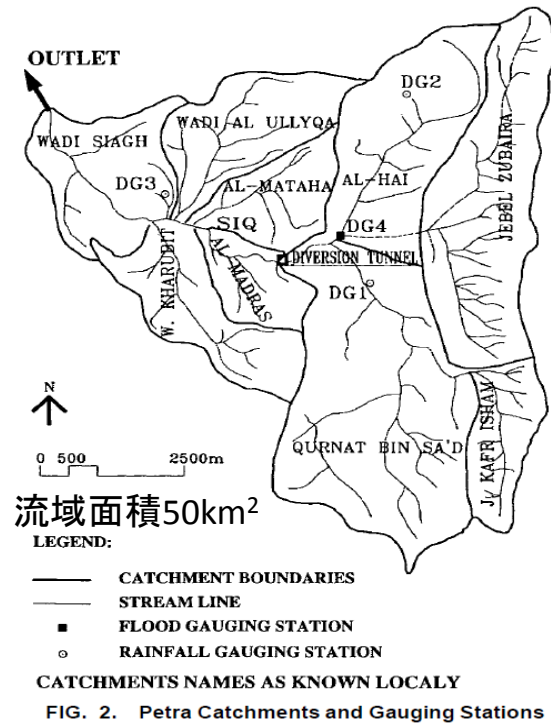 OUTLET
DG2
WADI SIAGH
WADI AL ULLYQA
JEBEL ZUBAIRA
DG3
AL-MATAHA
AL-HAI
SIQ
DG4
W. KHARUBIT
AL-MADRAS
DIVERSION TUNNEL
DG1
N
QURNAT BIN SA'D
J. KAFR ISHAM
0 500 2500m
流域面積50km²
LEGEND:
CATCHMENT BOUNDARIES
STREAM LINE
FLOOD GAUGING STATION
RAINFALL GAUGING STATION
CATCHMENTS NAMES AS KNOWN LOCALY
FIG. 2. Petra Catchments and Gauging Stations